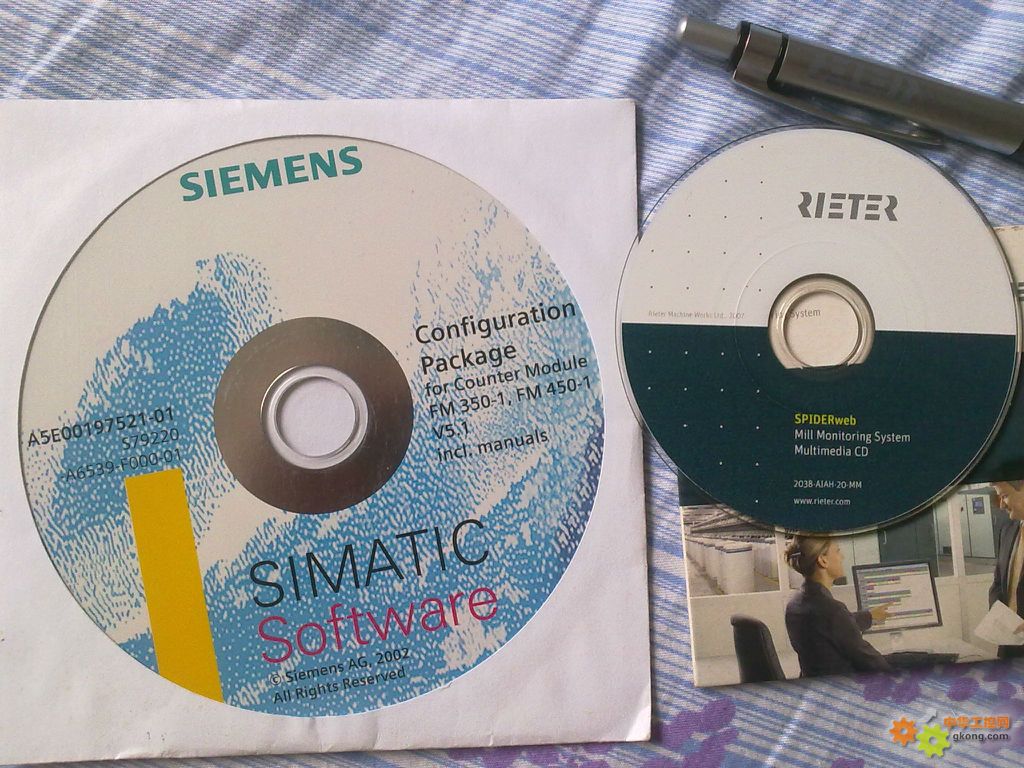 SIEMENS
Configuration
Package
for Counter Module
FM 350-1, FM 450-1
V5.1
incl. manuals
A5E00197521-01
S79220
-A6539-F000-01
SIMATIC
Software
© Siemens AG, 2002
All Rights Reserved
RIETER
Rieter Machine Works Ltd., 2007
System
SPIDERweb
Mill Monitoring System
Multimedia CD
2038-AIAH-20-MM
www.rieter.com
中华工控网
gkong.com